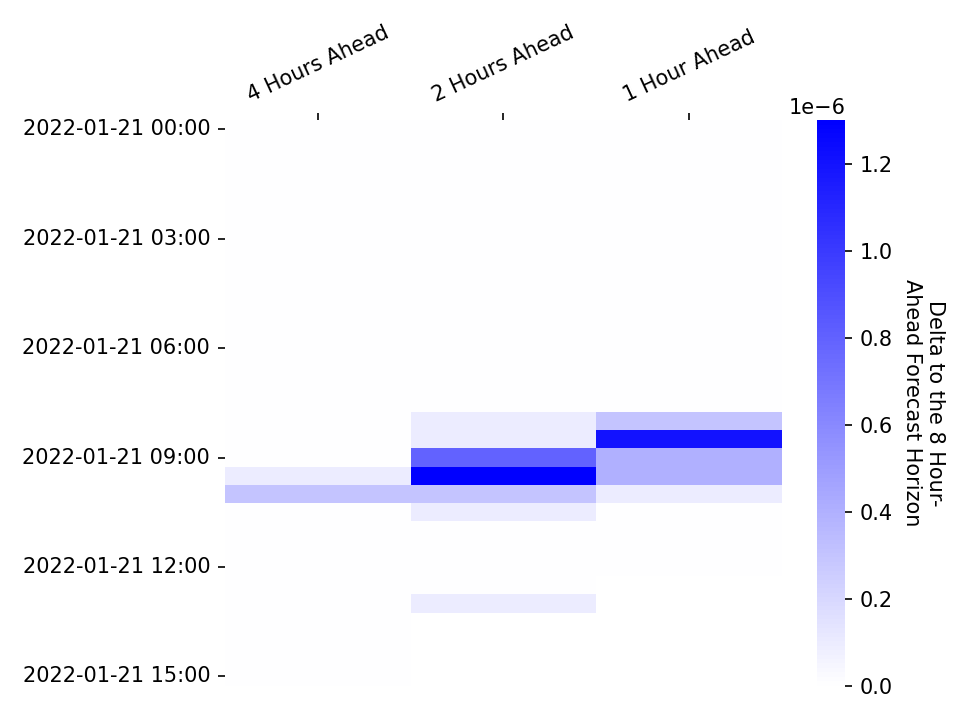 4 Hours Ahead
2 Hours Ahead
1 Hour Ahead
2022-01-21 00:00
2022-01-21 03:00
2022-01-21 06:00
2022-01-21 09:00
2022-01-21 12:00
2022-01-21 15:00
1e−6
1.2
1.0
0.8
0.6
0.4
0.2
0.0
Delta to the 8 Hour-
Ahead Forecast Horizon